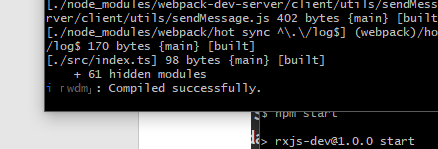 [./node_modules/webpack-dev-server/client/utils/sendMess
rver/client/utils/sendMessage.js 402 bytes {main} [built
[./node_modules/webpack/hot sync ^\.\/log$] (webpack)/ho
/log$ 170 bytes {main} [built]
[./src/index.ts] 98 bytes {main} [built]
+ 61 hidden modules
i ｢wdm｣: Compiled successfully.
$ npm start
> rxjs-dev@1.0.0 start